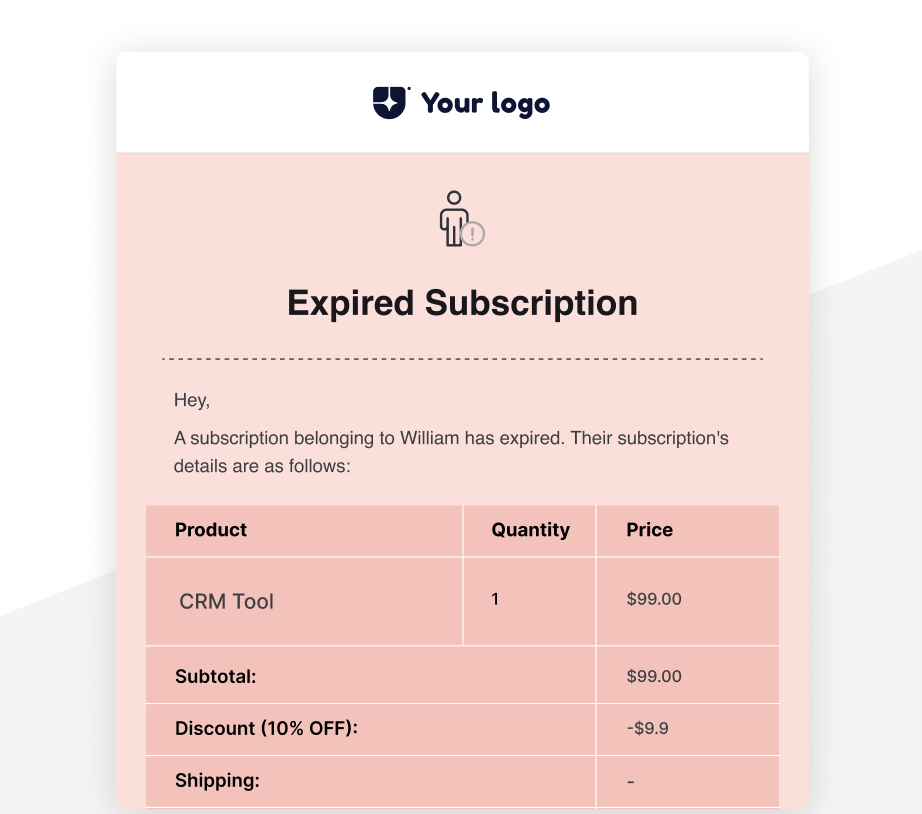 Your logo
Expired Subscription
Hey,
A subscription belonging to William has expired. Their subscription's
details are as follows:
Product Quantity Price
CRM Tool 1 $99.00
Subtotal: $99.00
Discount (10% OFF): -$9.9
Shipping: -